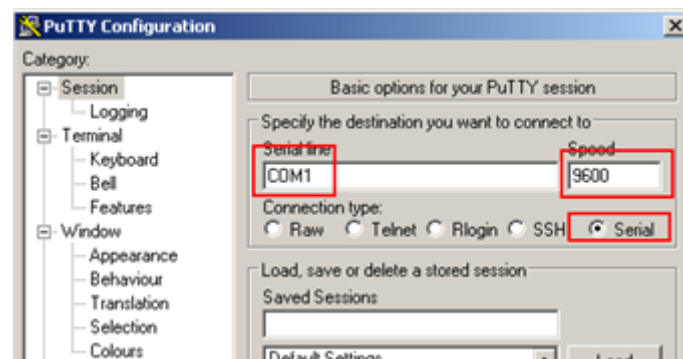 PuTTY Configuration
Category:
Session
Logging
Terminal
Keyboard
Bell
Features
Window
Appearance
Behaviour
Translation
Selection
Colours
Basic options for your PuTTY session
Specify the destination you want to connect to
Serial line
Speed
COM1
9600
Connection type:
Raw
Telnet
Rlogin
SSH
Serial
Load, save or delete a stored session
Saved Sessions
Default Settings
Load